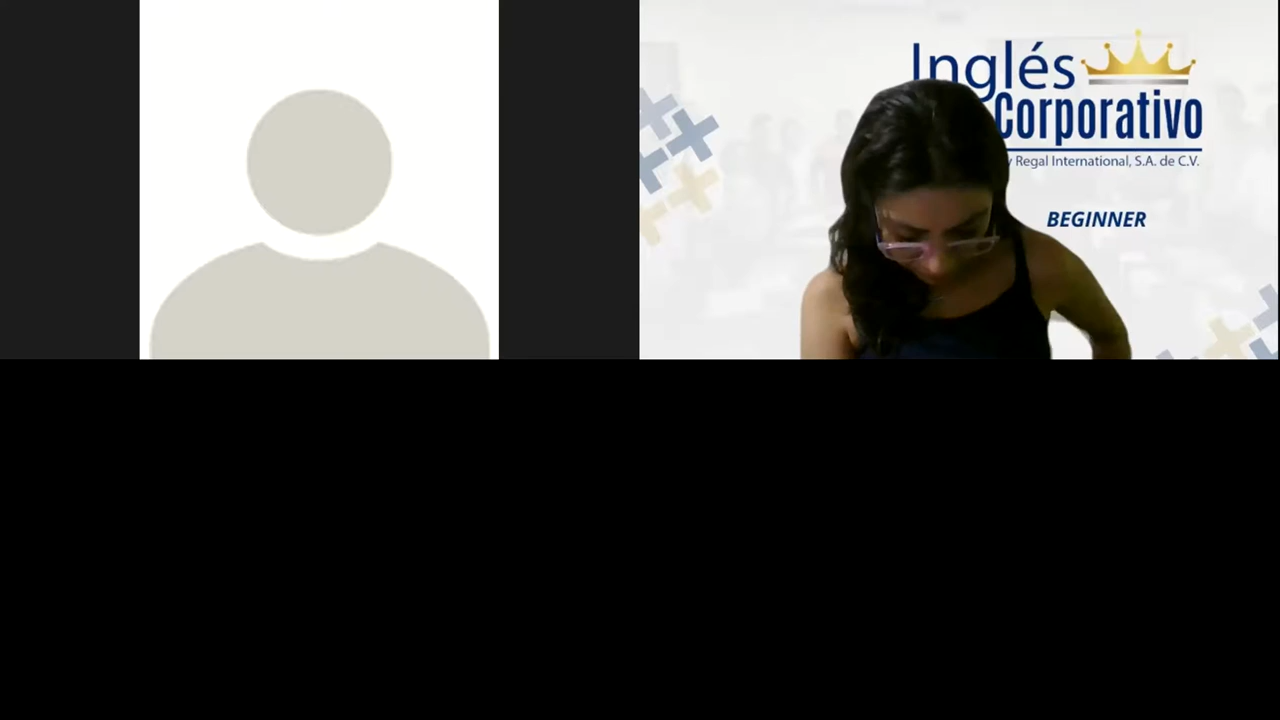 Inglés
Corporativo
Regal International, S.A. de C.V.
BEGINNER